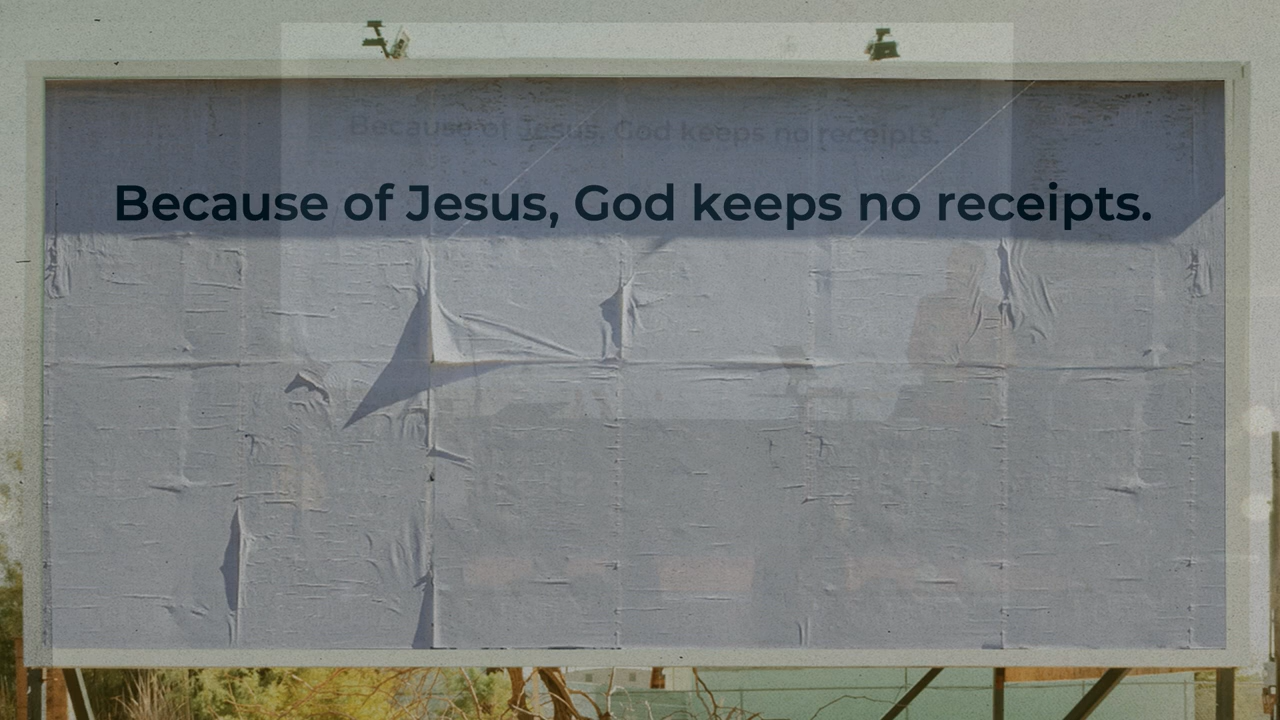 Because of Jesus. God keeps no receipts.
Because of Jesus, God keeps no receipts.